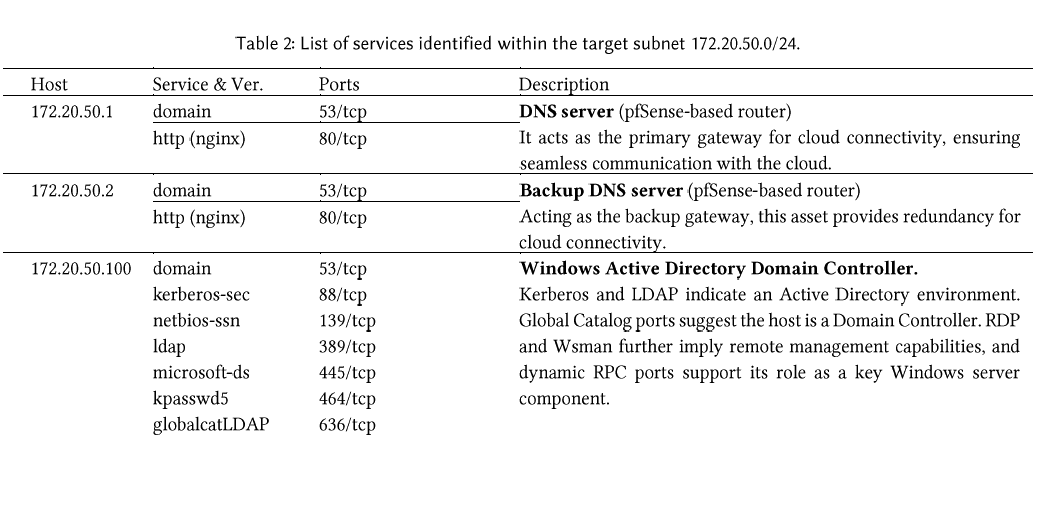 Table 2: List of services identified within the target subnet 172.20.50.0/24.
Host Service & Ver. Ports Description
172.20.50.1 domain 53/tcp DNS server (pfSense-based router)
http (nginx) 80/tcp It acts as the primary gateway for cloud connectivity, ensuring
seamless communication with the cloud.
172.20.50.2 domain 53/tcp Backup DNS server (pfSense-based router)
http (nginx) 80/tcp Acting as the backup gateway, this asset provides redundancy for
cloud connectivity.
172.20.50.100 domain 53/tcp Windows Active Directory Domain Controller.
kerberos-sec 88/tcp Kerberos and LDAP indicate an Active Directory environment.
netbios-ssn 139/tcp Global Catalog ports suggest the host is a Domain Controller. RDP
ldap 389/tcp and Wsman further imply remote management capabilities, and
microsoft-ds 445/tcp dynamic RPC ports support its role as a key Windows server
kpasswd5 464/tcp component.
globalcatLDAP 636/tcp